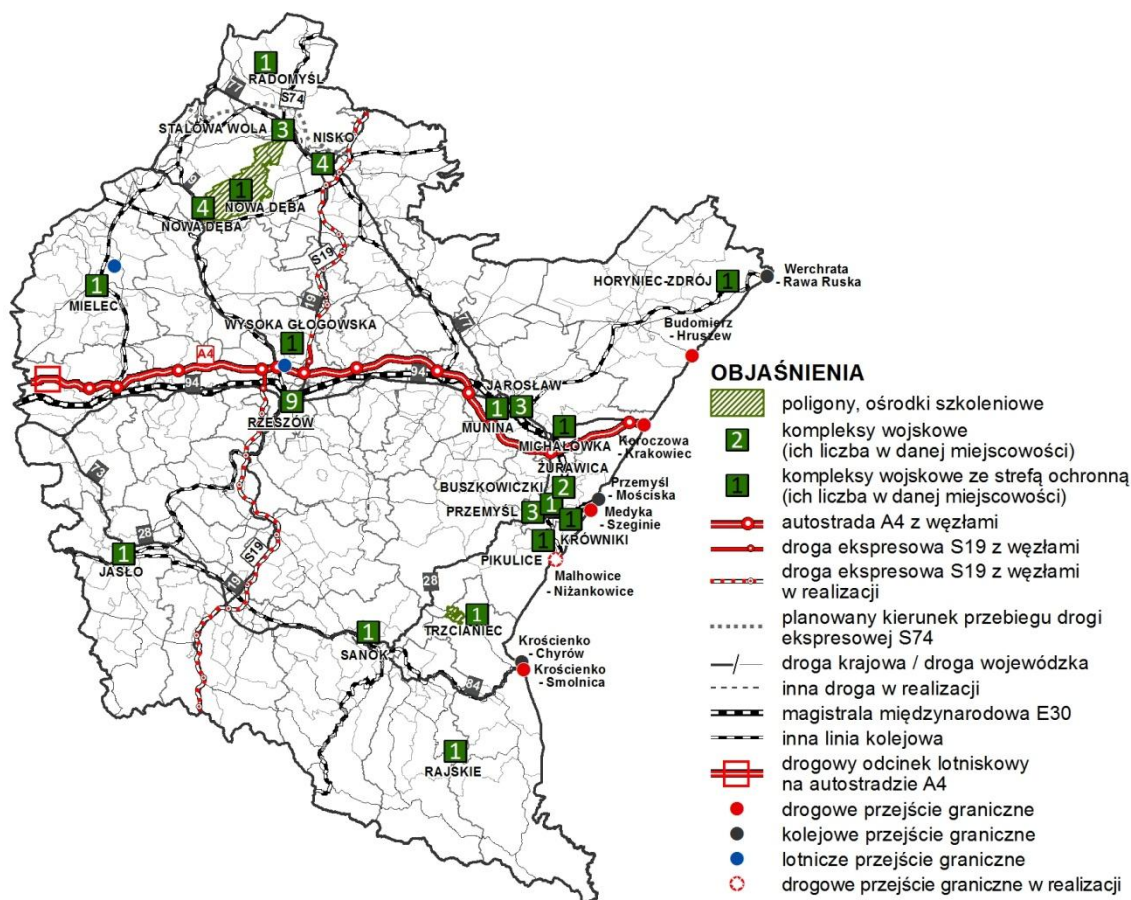 1
RADOMYŚL
77
S74
STALOWA WOLA
3
NISKO
4
1
NOWA DĘBA
4
NOWA DĘBA
9
S19
19
1
MIELEC
WYSOKA GŁOGOWSKA
1
A4
94
94
77
HORYNIEC-ZDRÓJ
1
Werchrata
- Rawa Ruska
Budomierz
- Hruszew
JAROSŁAW
1
3
MUNINA
1
MICHAŁÓWKA
Koroczowa
- Krakowiec
9
RZESZÓW
ŻURAWICA
BUSZKOWICZKI
2
1
PRZEMYŚL
3
1
KRÓWNIKI
Przemyśl
- Mościska
Medyka
- Szeginie
PIKULICE
1
Malhowice
- Niżankowice
73
28
1
JASŁO
S19
19
28
1
TRZCIANIEC
1
SANOK
Krościenko
- Chyrów
Krościenko
- Smolnica
84
1
RAJSKIE
OBJAŚNIENIA
poligony, ośrodki szkoleniowe
2
kompleksy wojskowe
(ich liczba w danej miejscowości)
1
kompleksy wojskowe ze strefą ochronną
(ich liczba w danej miejscowości)
autostrada A4 z węzłami
droga ekspresowa S19 z węzłami
droga ekspresowa S19 z węzłami
w realizacji
planowany kierunek przebiegu drogi
ekspresowej S74
droga krajowa / droga wojewódzka
inna droga w realizacji
magistrala międzynarodowa E30
inna linia kolejowa
drogowy odcinek lotniskowy
na autostradzie A4
drogowe przejście graniczne
kolejowe przejście graniczne
lotnicze przejście graniczne
drogowe przejście graniczne w realizacji